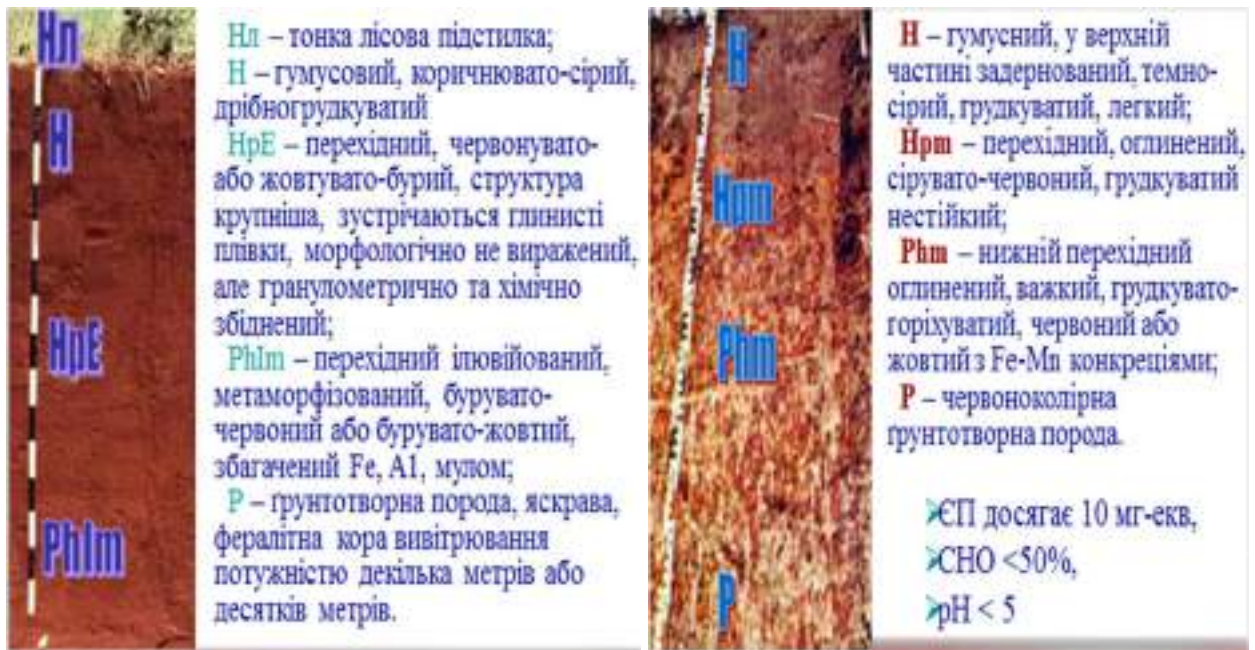 Нл
Н
НрЕ
PhIm
Нл – тонка лісова підстилка;
Н – гумусовий, коричнювато-сірий,
дрібногрудкуватий
НрЕ – перехідний, червонувато-
або жовтувато-бурий, структура
крупніша, зустрічаються глинисті
плівки, морфологічно не виражений,
але гранулометрично та хімічно
збіднений;
PhIm – перехідний ілювійований,
метаморфізований, бурувато-
червоний або бурувато-жовтий,
збагачений Fe, A1, мулом;
Р – ґрунтотворна порода, яскрава,
фералітна кора вивітрювання
потужністю декілька метрів або
десятків метрів.
Н
Hpm
Phm
Р
Н – гумусний, у верхній
частині задернований, темно-
сірий, грудкуватий, легкий;
Hpm – перехідний, оглинений,
сірувато-червоний, грудкуватий
нестійкий;
Phm – нижній перехідний
оглинений, важкий, грудкувато-
горіхуватий, червоний або
жовтий з Fe-Mn конкреціями;
Р – червоноколірна
ґрунтотворна порода.
➢ЄП досягає 10 мг-екв,
➢СНО <50%,
➢pH < 5